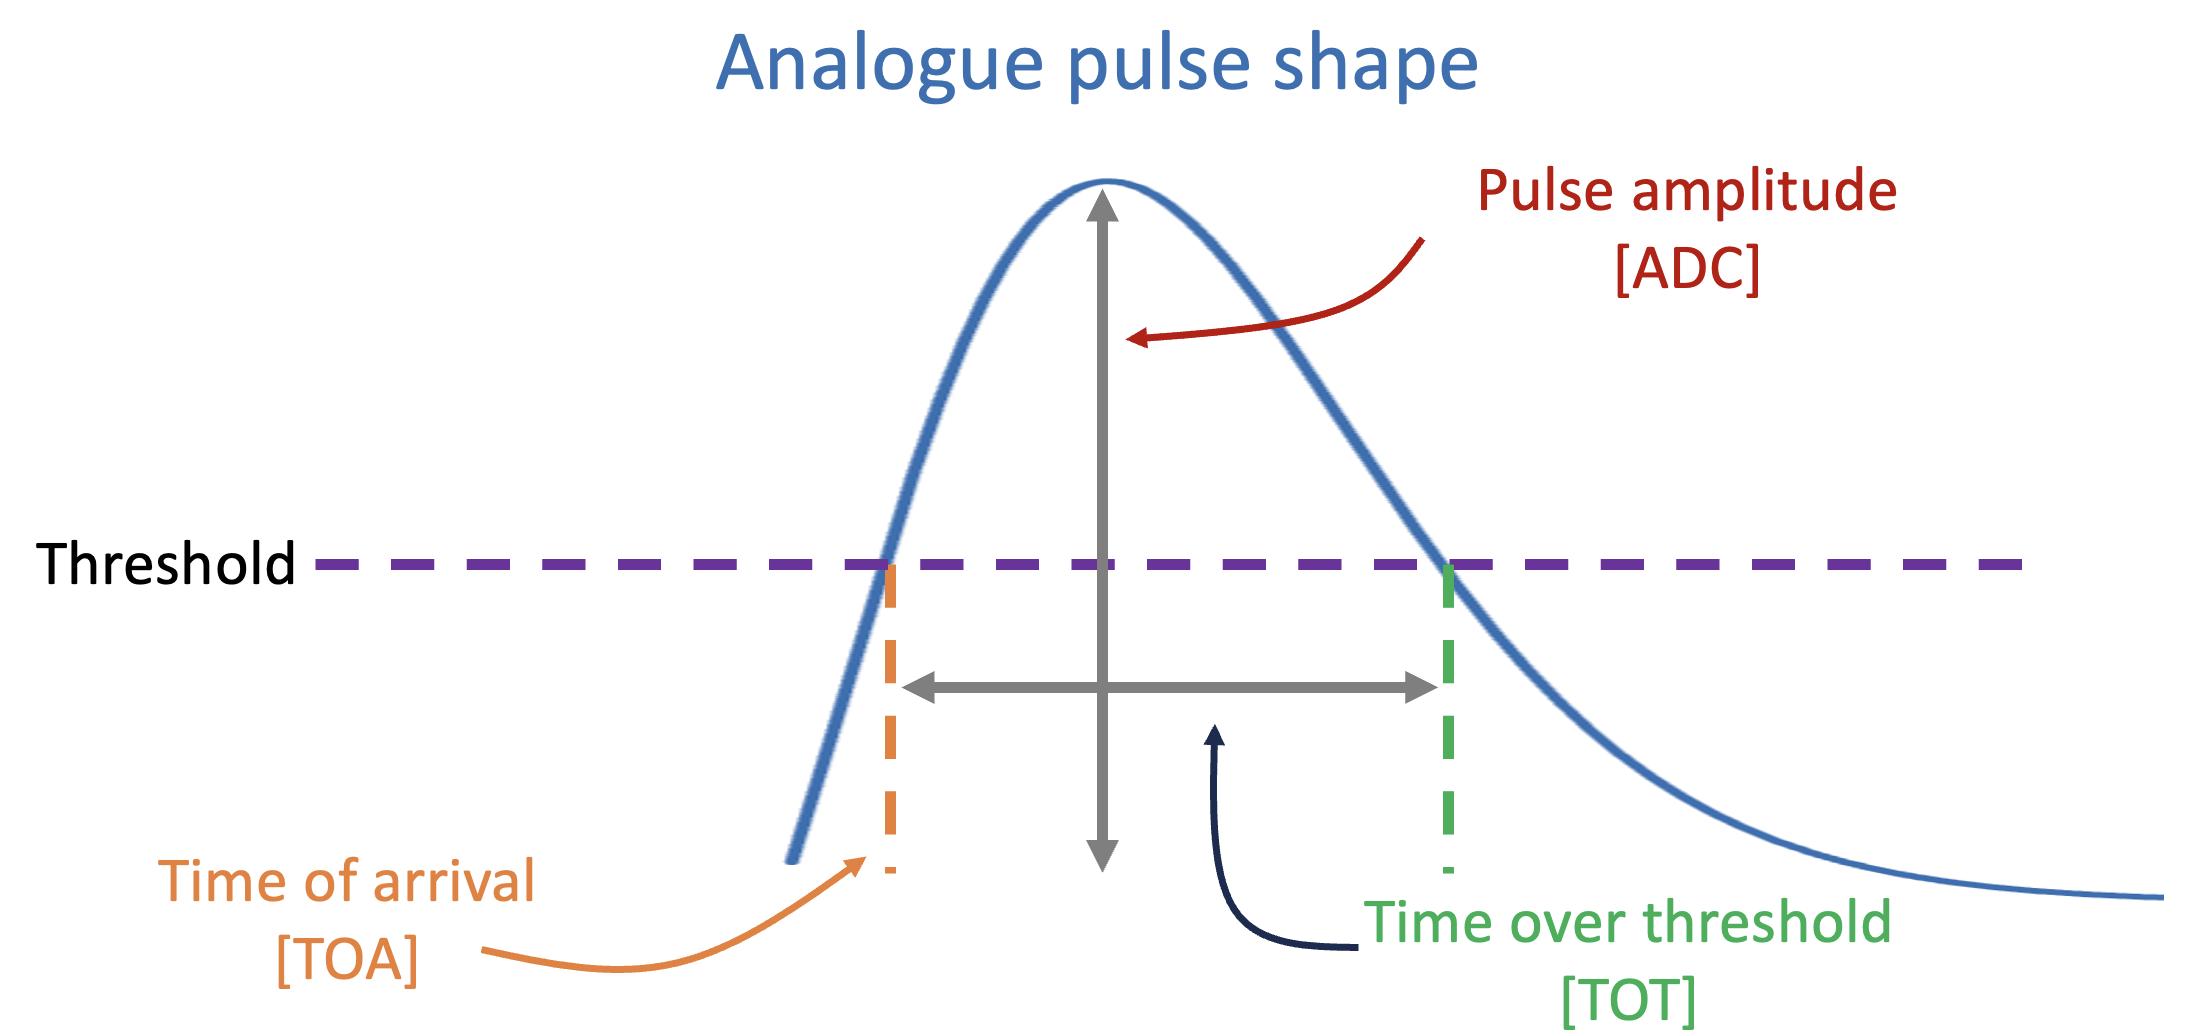 Analogue pulse shape
Pulse amplitude
[ADC]
Threshold
Time of arrival
[TOA]
Time over threshold
[TOT]